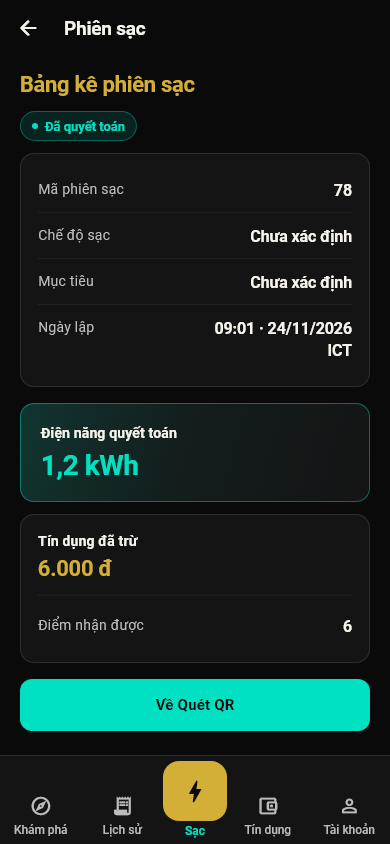 Phiên sạc
Bảng kê phiên sạc
Đã quyết toán
Mã phiên sạc 78
Chế độ sạc Chưa xác định
Mục tiêu Chưa xác định
Ngày lập 09:01 · 24/11/2026
ICT
Điện năng quyết toán
1,2 kWh
Tín dụng đã trừ
6.000 đ
Điểm nhận được 6
Về Quét QR
Khám phá Lịch sử Sạc Tín dụng Tài khoản